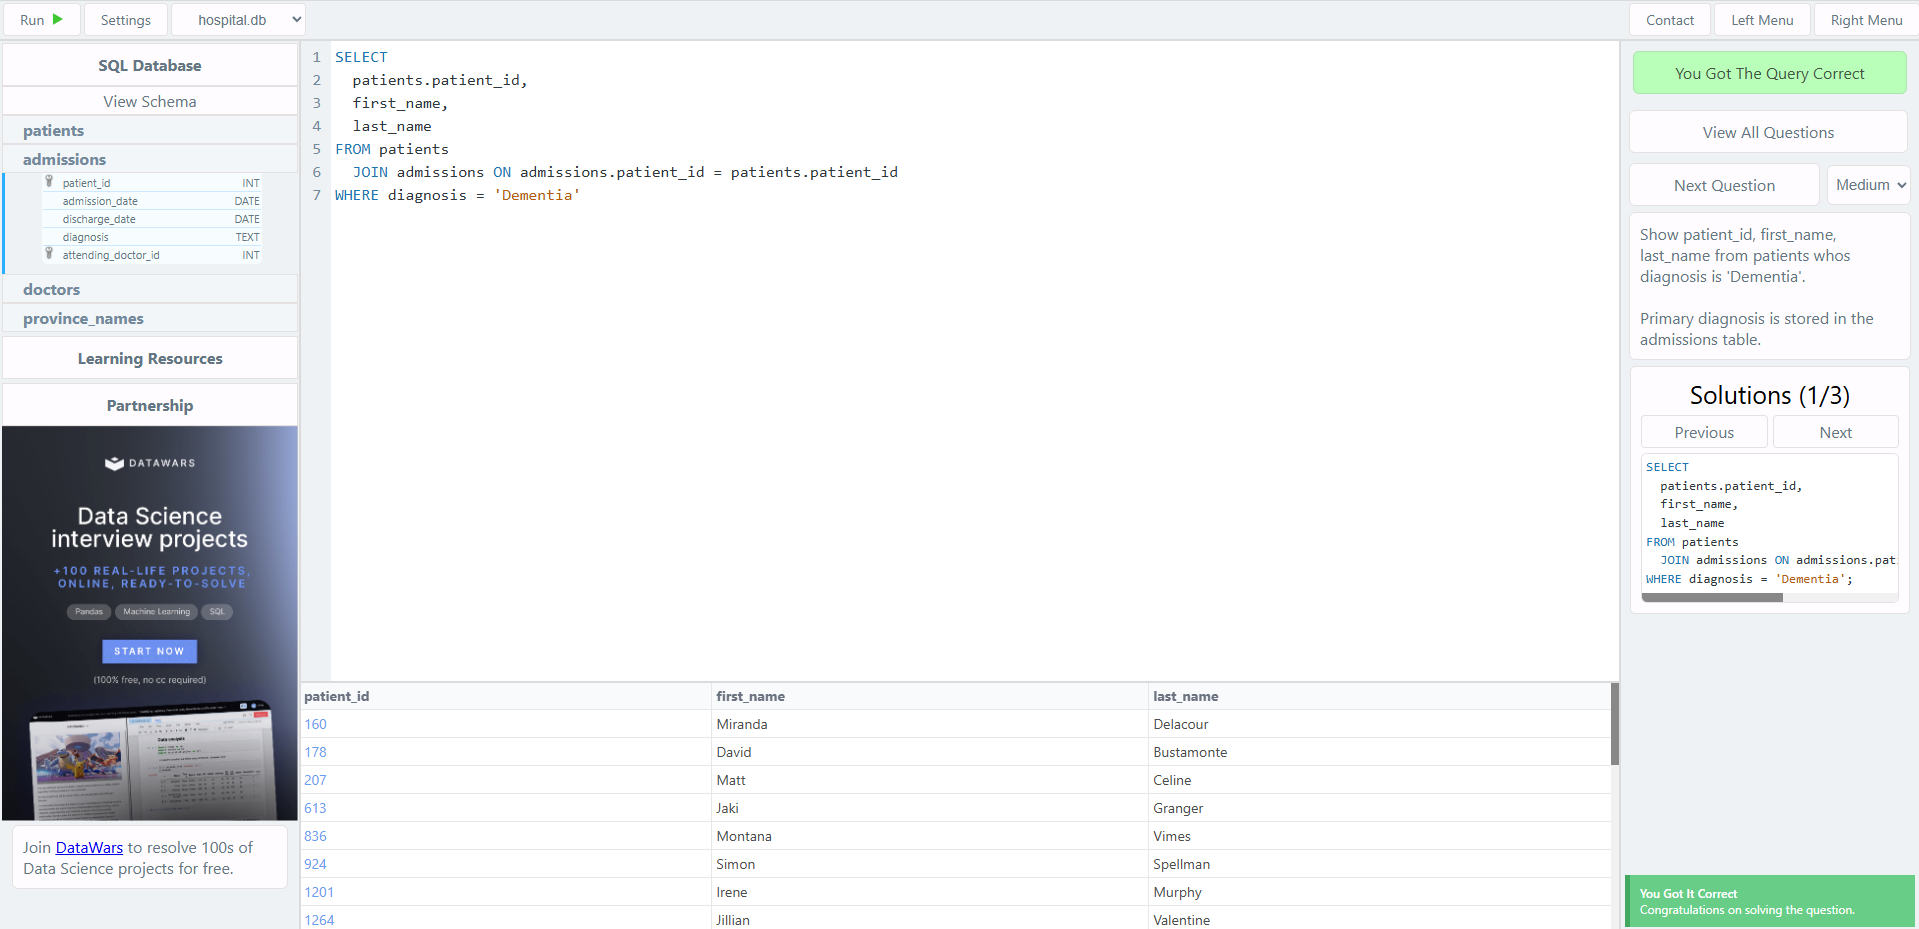 Run
Settings
hospital.db
Contact
Left Menu
Right Menu
SQL Database
View Schema
patients
admissions
patient_id INT
admission_date DATE
discharge_date DATE
diagnosis TEXT
attending_doctor_id INT
doctors
province_names
Learning Resources
Partnership
DATAWARS
Data Science
interview projects
+100 REAL-LIFE PROJECTS,
ONLINE, READY-TO-SOLVE
Pandas
Machine Learning
SQL
START NOW
(100% free, no cc required)
Join DataWars to resolve 100s of
Data Science projects for free.
1 SELECT
2 patients.patient_id,
3 first_name,
4 last_name
5 FROM patients
6 JOIN admissions ON admissions.patient_id = patients.patient_id
7 WHERE diagnosis = 'Dementia'
patient_id first_name last_name
160 Miranda Delacour
178 David Bustamonte
207 Matt Celine
613 Jaki Granger
836 Montana Vimes
924 Simon Spellman
1201 Irene Murphy
1264 Jillian Valentine
You Got The Query Correct
View All Questions
Next Question
Medium
Show patient_id, first_name,
last_name from patients whos
diagnosis is 'Dementia'.
Primary diagnosis is stored in the
admissions table.
Solutions (1/3)
Previous
Next
SELECT
patients.patient_id,
first_name,
last_name
FROM patients
JOIN admissions ON admissions.pat
WHERE diagnosis = 'Dementia';
You Got It Correct
Congratulations on solving the question.